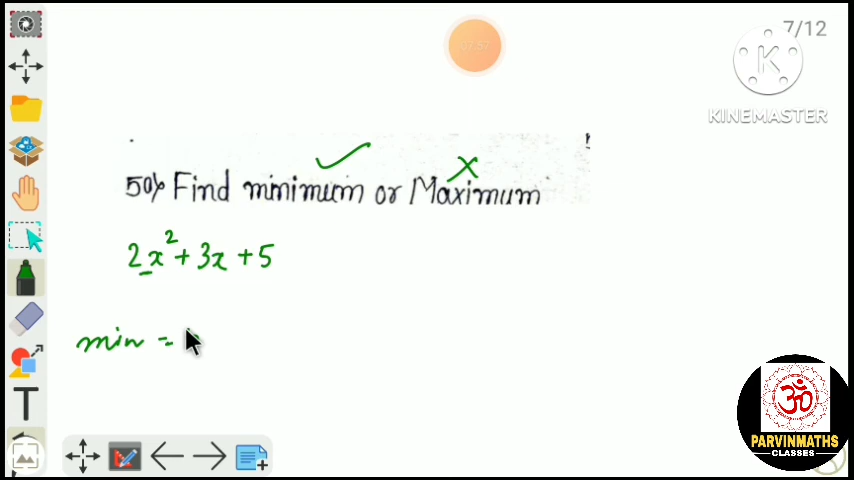 7/12
KINEMASTER
50) Find minimum or Maximum
2x² + 3x + 5
min =
ॐ
PARVINMATHS
CLASSES
T